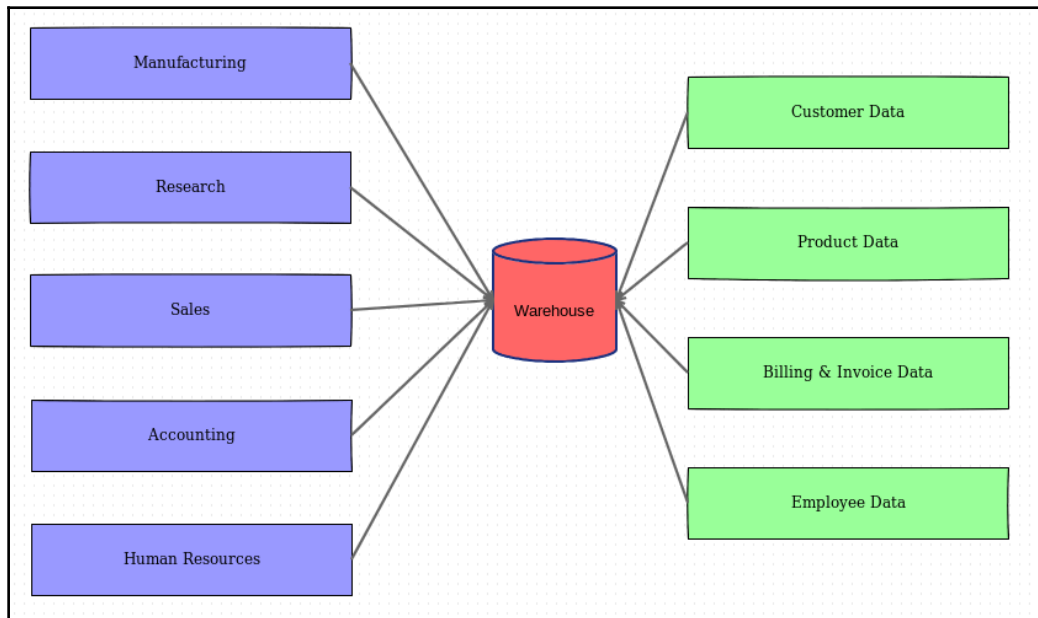 Manufacturing
Research
Sales
Accounting
Human Resources
Warehouse
Customer Data
Product Data
Billing & Invoice Data
Employee Data